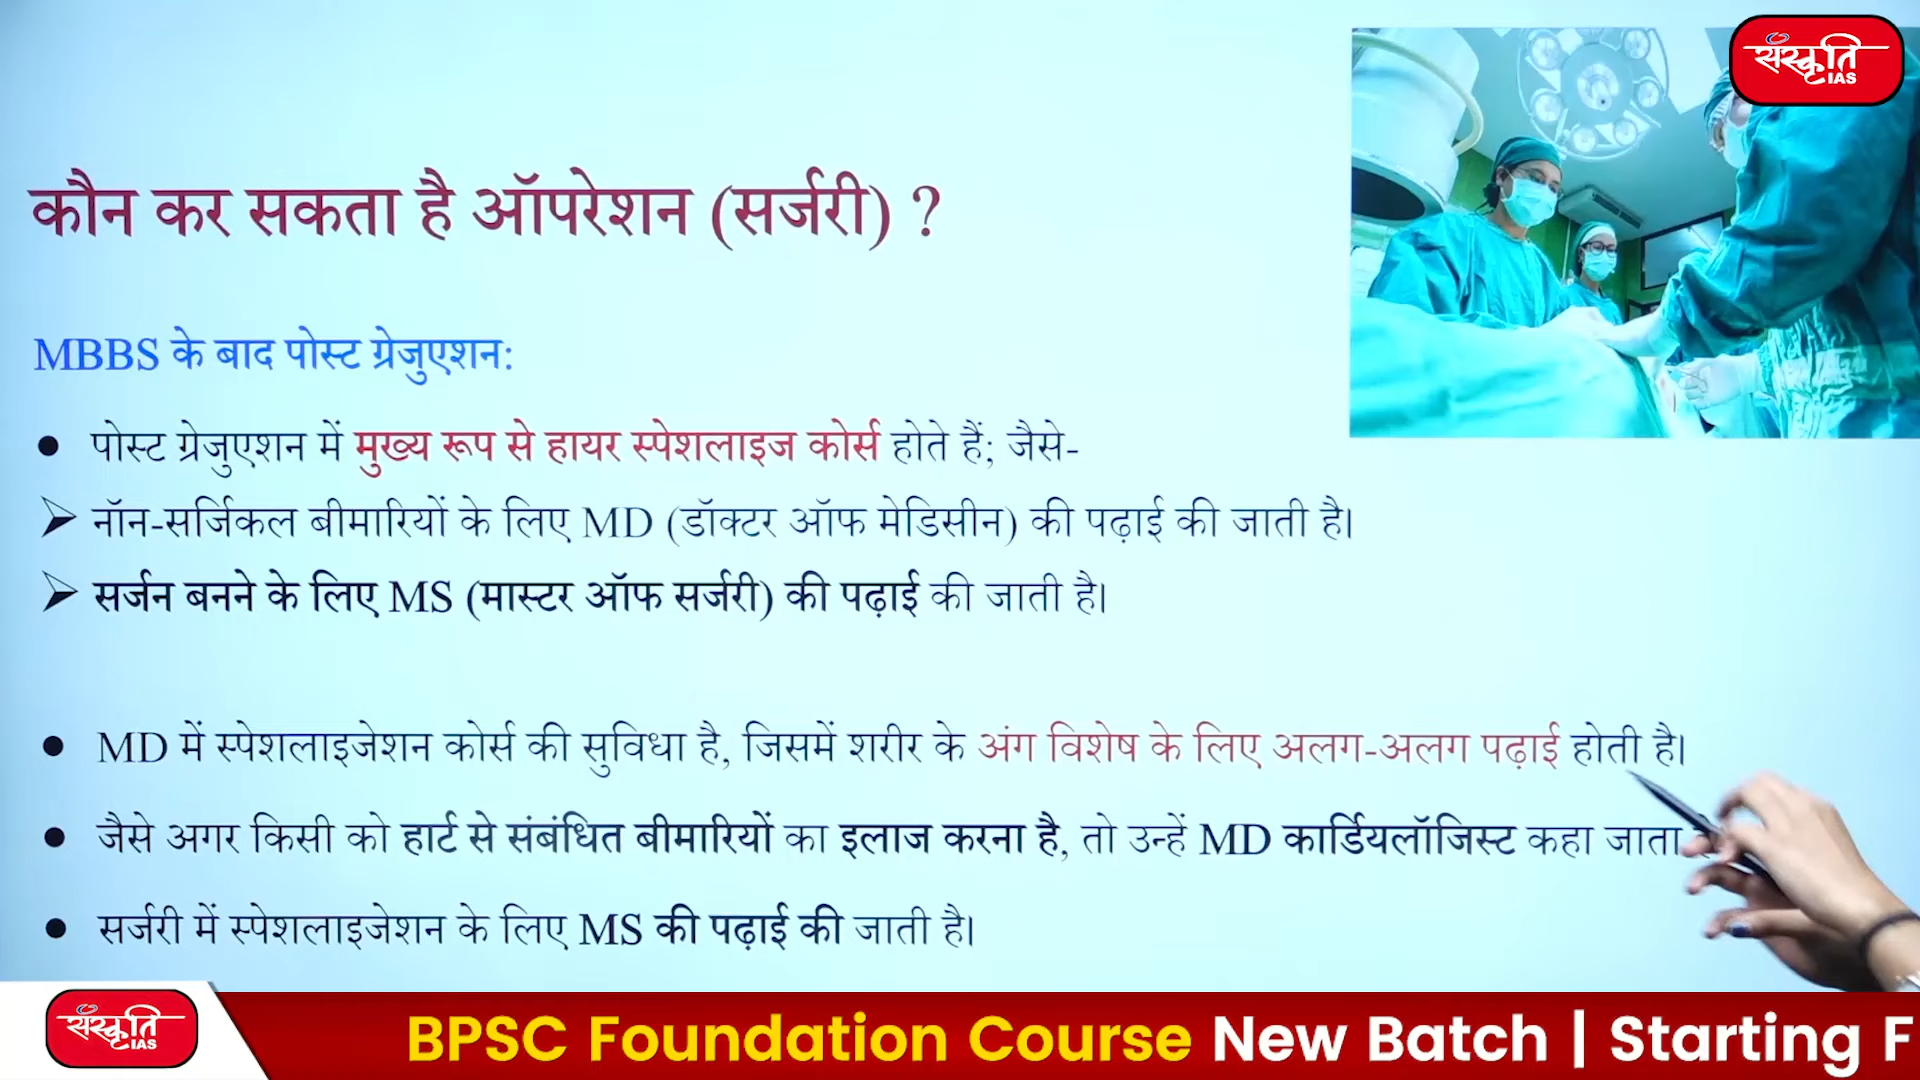 संस्कृति
IAS
कौन कर सकता है ऑपरेशन (सर्जरी) ?
MBBS के बाद पोस्ट ग्रेजुएशन:
● पोस्ट ग्रेजुएशन में मुख्य रूप से हायर स्पेशलाइज कोर्स होते हैं; जैसे-
➢ नॉन-सर्जिकल बीमारियों के लिए MD (डॉक्टर ऑफ मेडिसीन) की पढ़ाई की जाती है।
➢ सर्जन बनने के लिए MS (मास्टर ऑफ सर्जरी) की पढ़ाई की जाती है।
● MD में स्पेशलाइजेशन कोर्स की सुविधा है, जिसमें शरीर के अंग विशेष के लिए अलग-अलग पढ़ाई होती है।
● जैसे अगर किसी को हार्ट से संबंधित बीमारियों का इलाज करना है, तो उन्हें MD कार्डियलॉजिस्ट कहा जाता
● सर्जरी में स्पेशलाइजेशन के लिए MS की पढ़ाई की जाती है।
संस्कृति
IAS
BPSC Foundation Course New Batch | Starting F